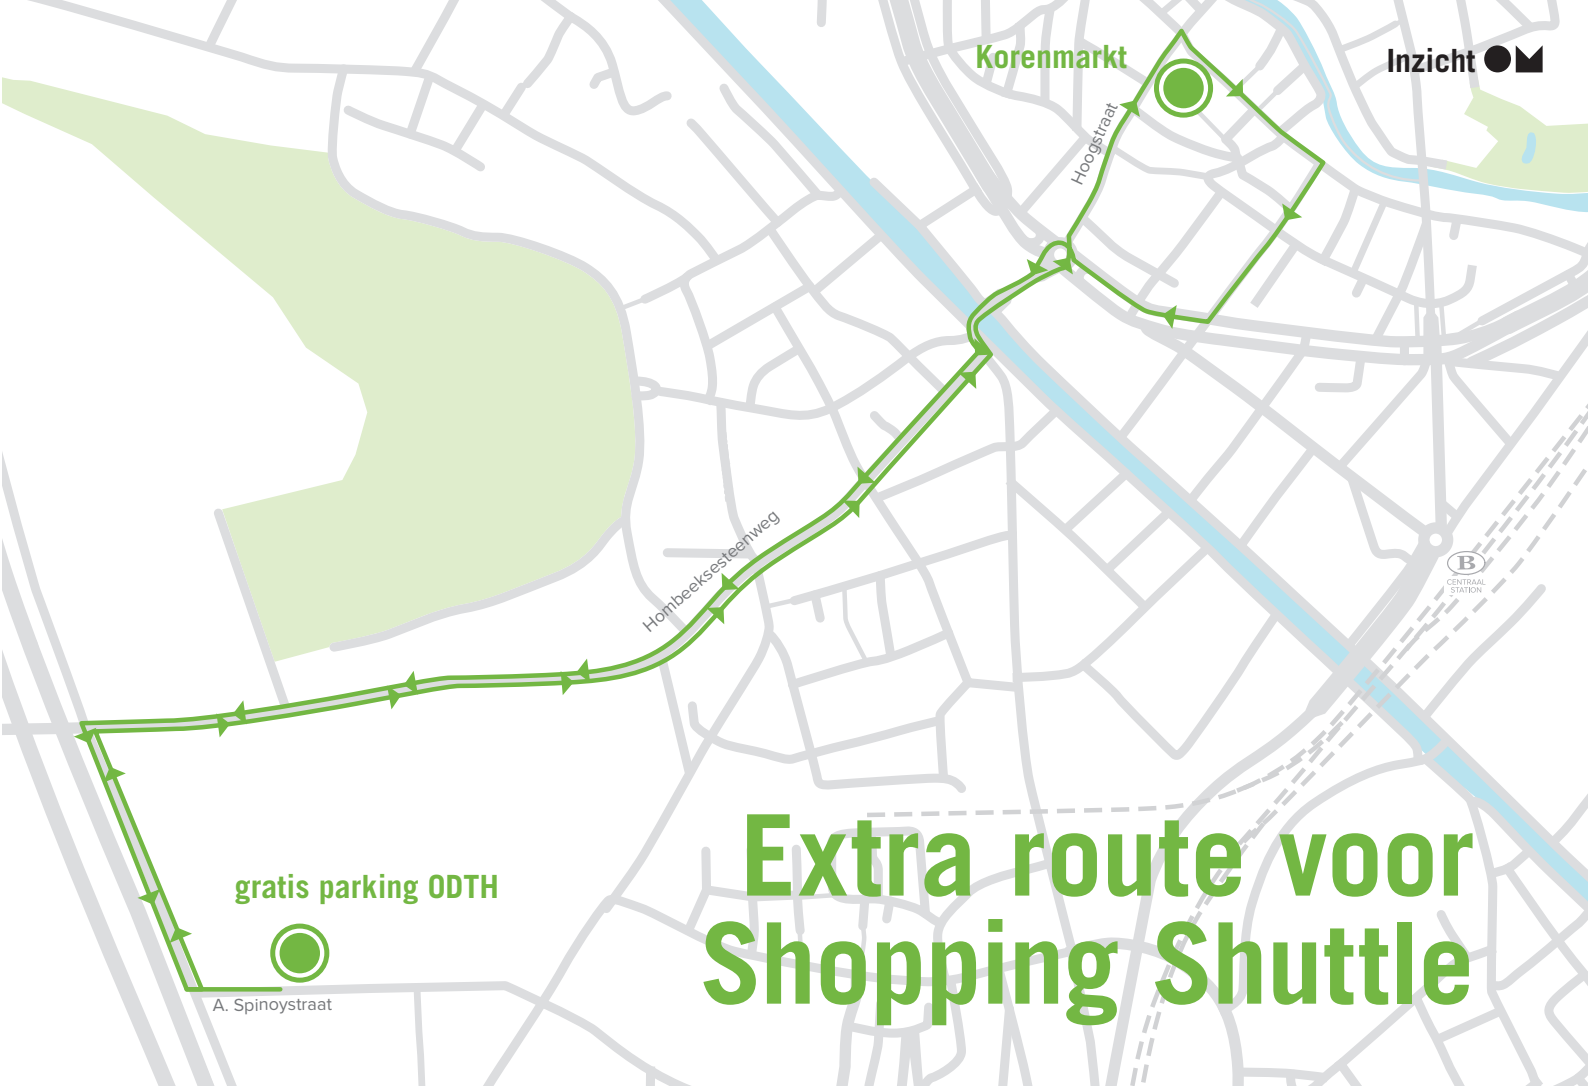 Korenmarkt
Inzicht
Hoogstraat
Hombeeksesteenweg
B
CENTRAAL
STATION
gratis parking ODTH
A. Spinoystraat
Extra route voor
Shopping Shuttle